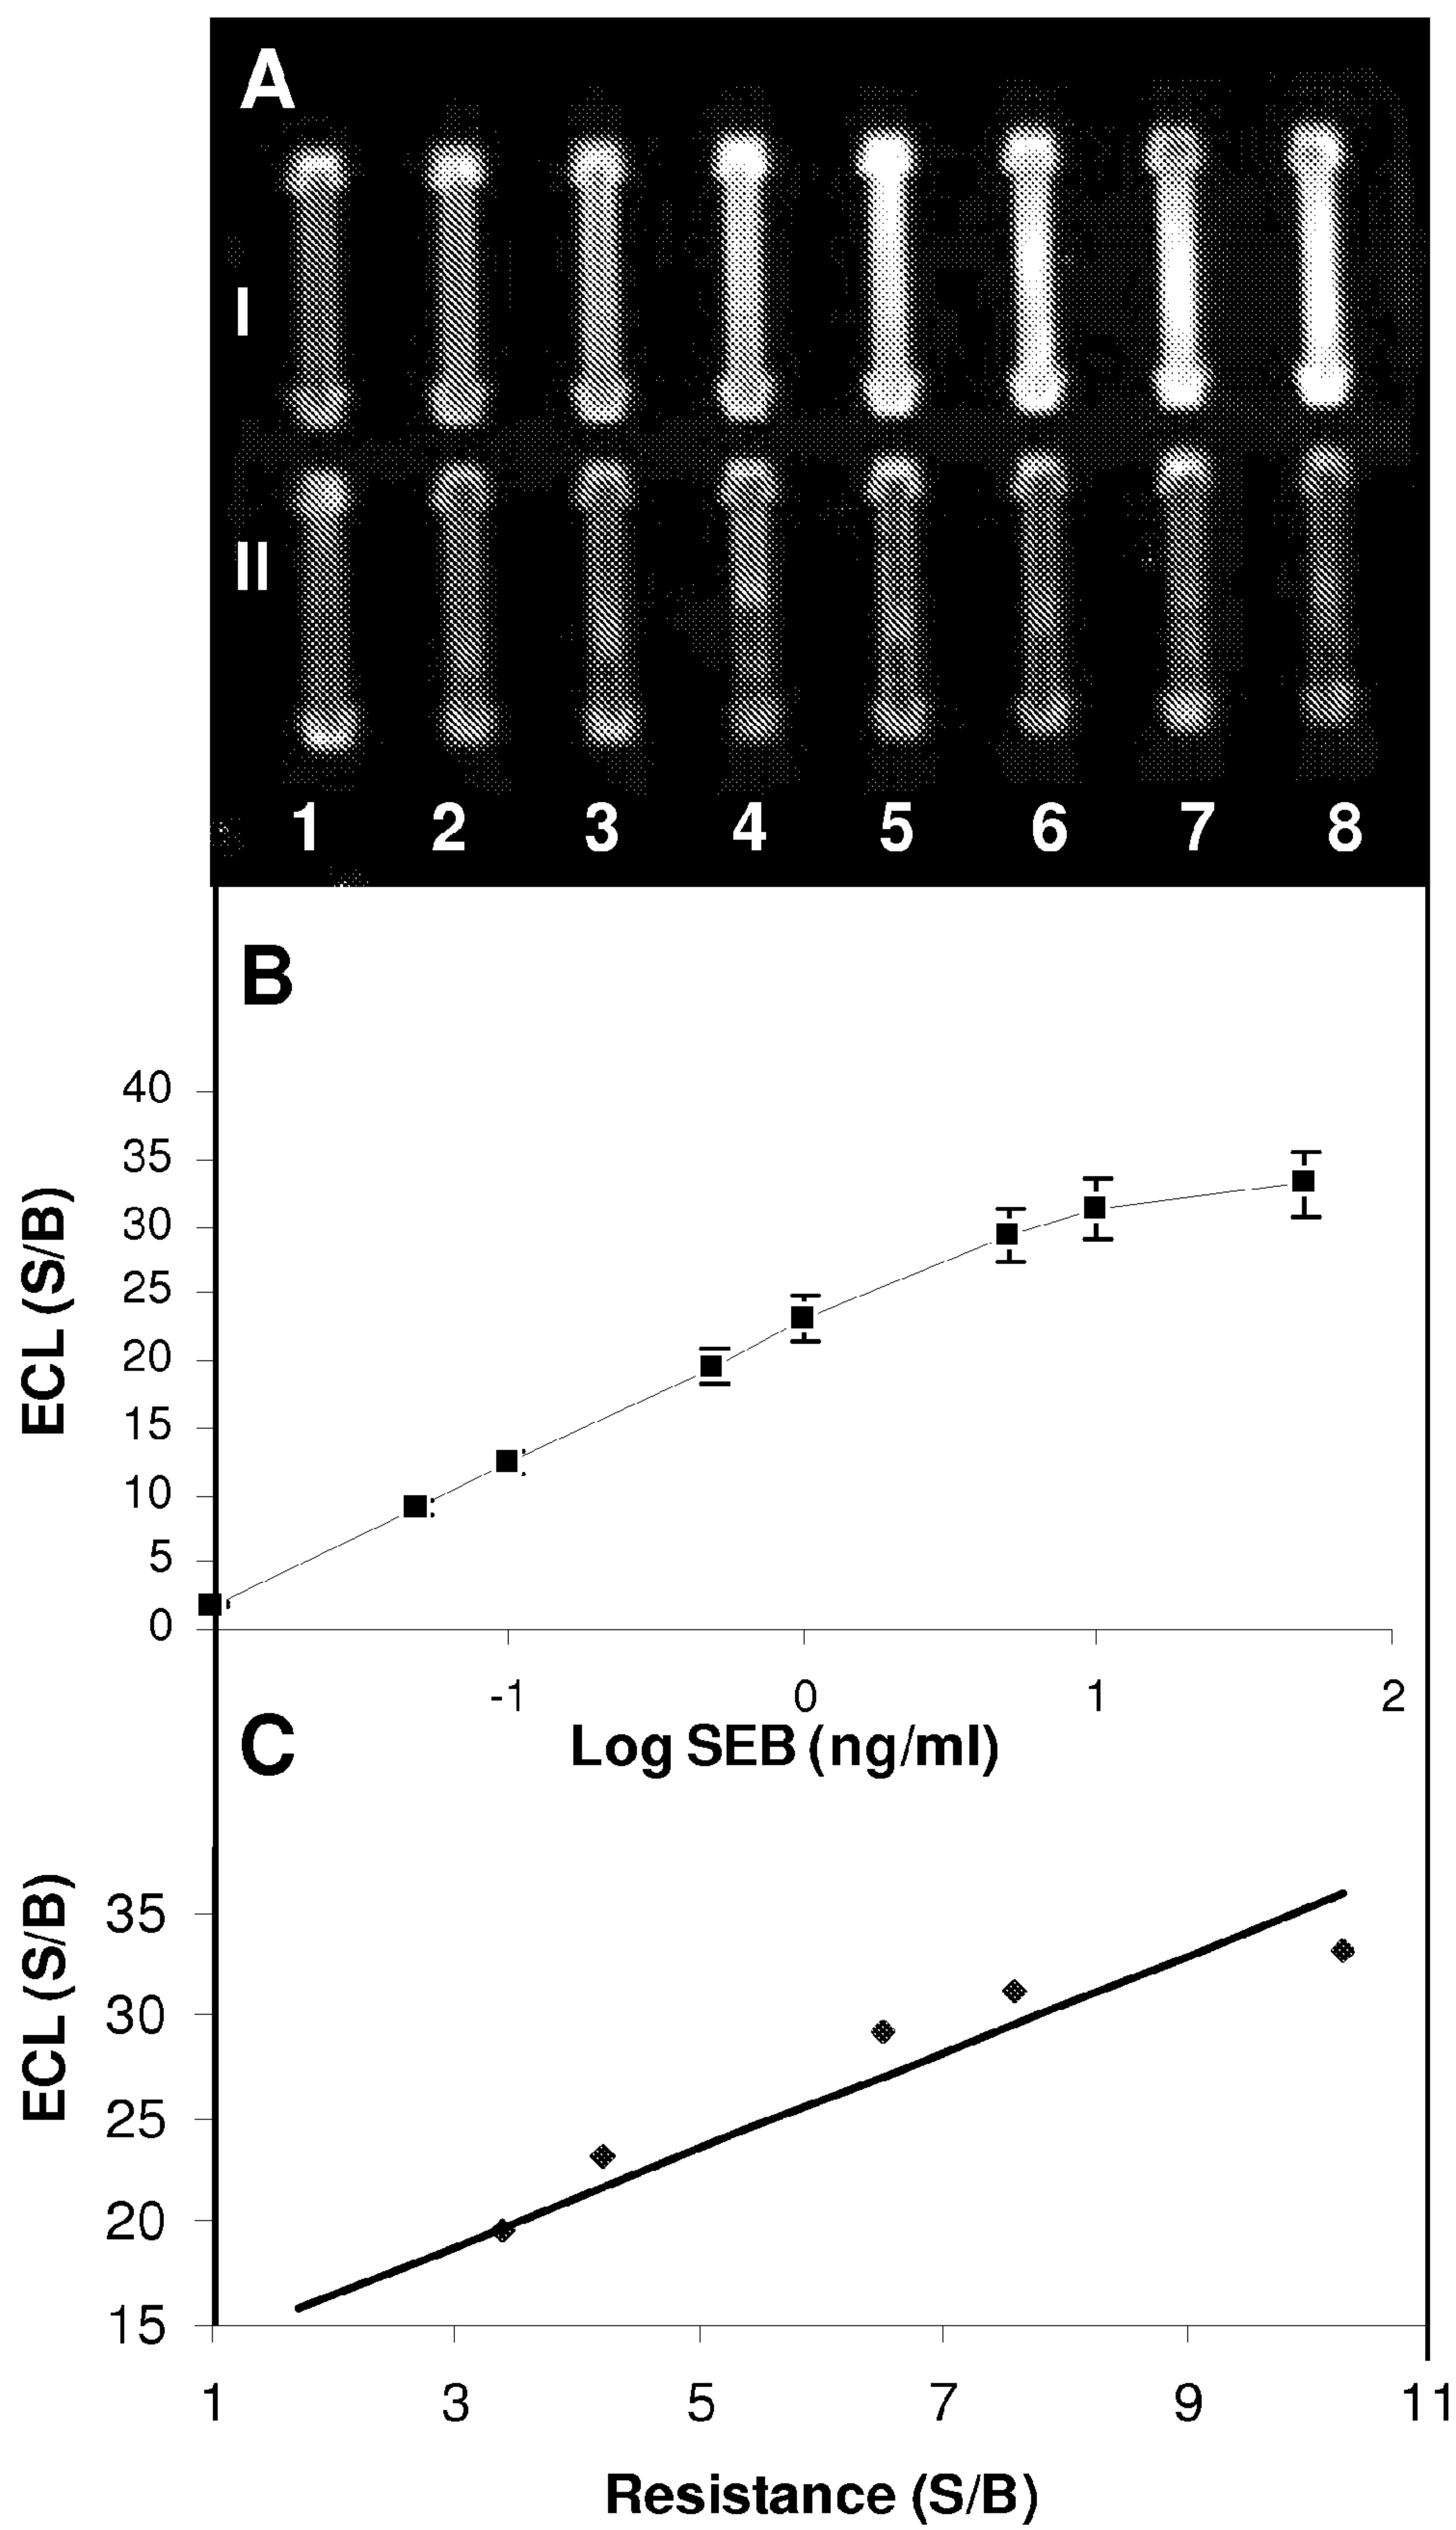 A
I
II
1 2 3 4 5 6 7 8
B
ECL (S/B)
40
35
30
25
20
15
10
5
0
-1 0 1 2
Log SEB (ng/ml)
C
ECL (S/B)
35
30
25
20
15
1 3 5 7 9 11
Resistance (S/B)